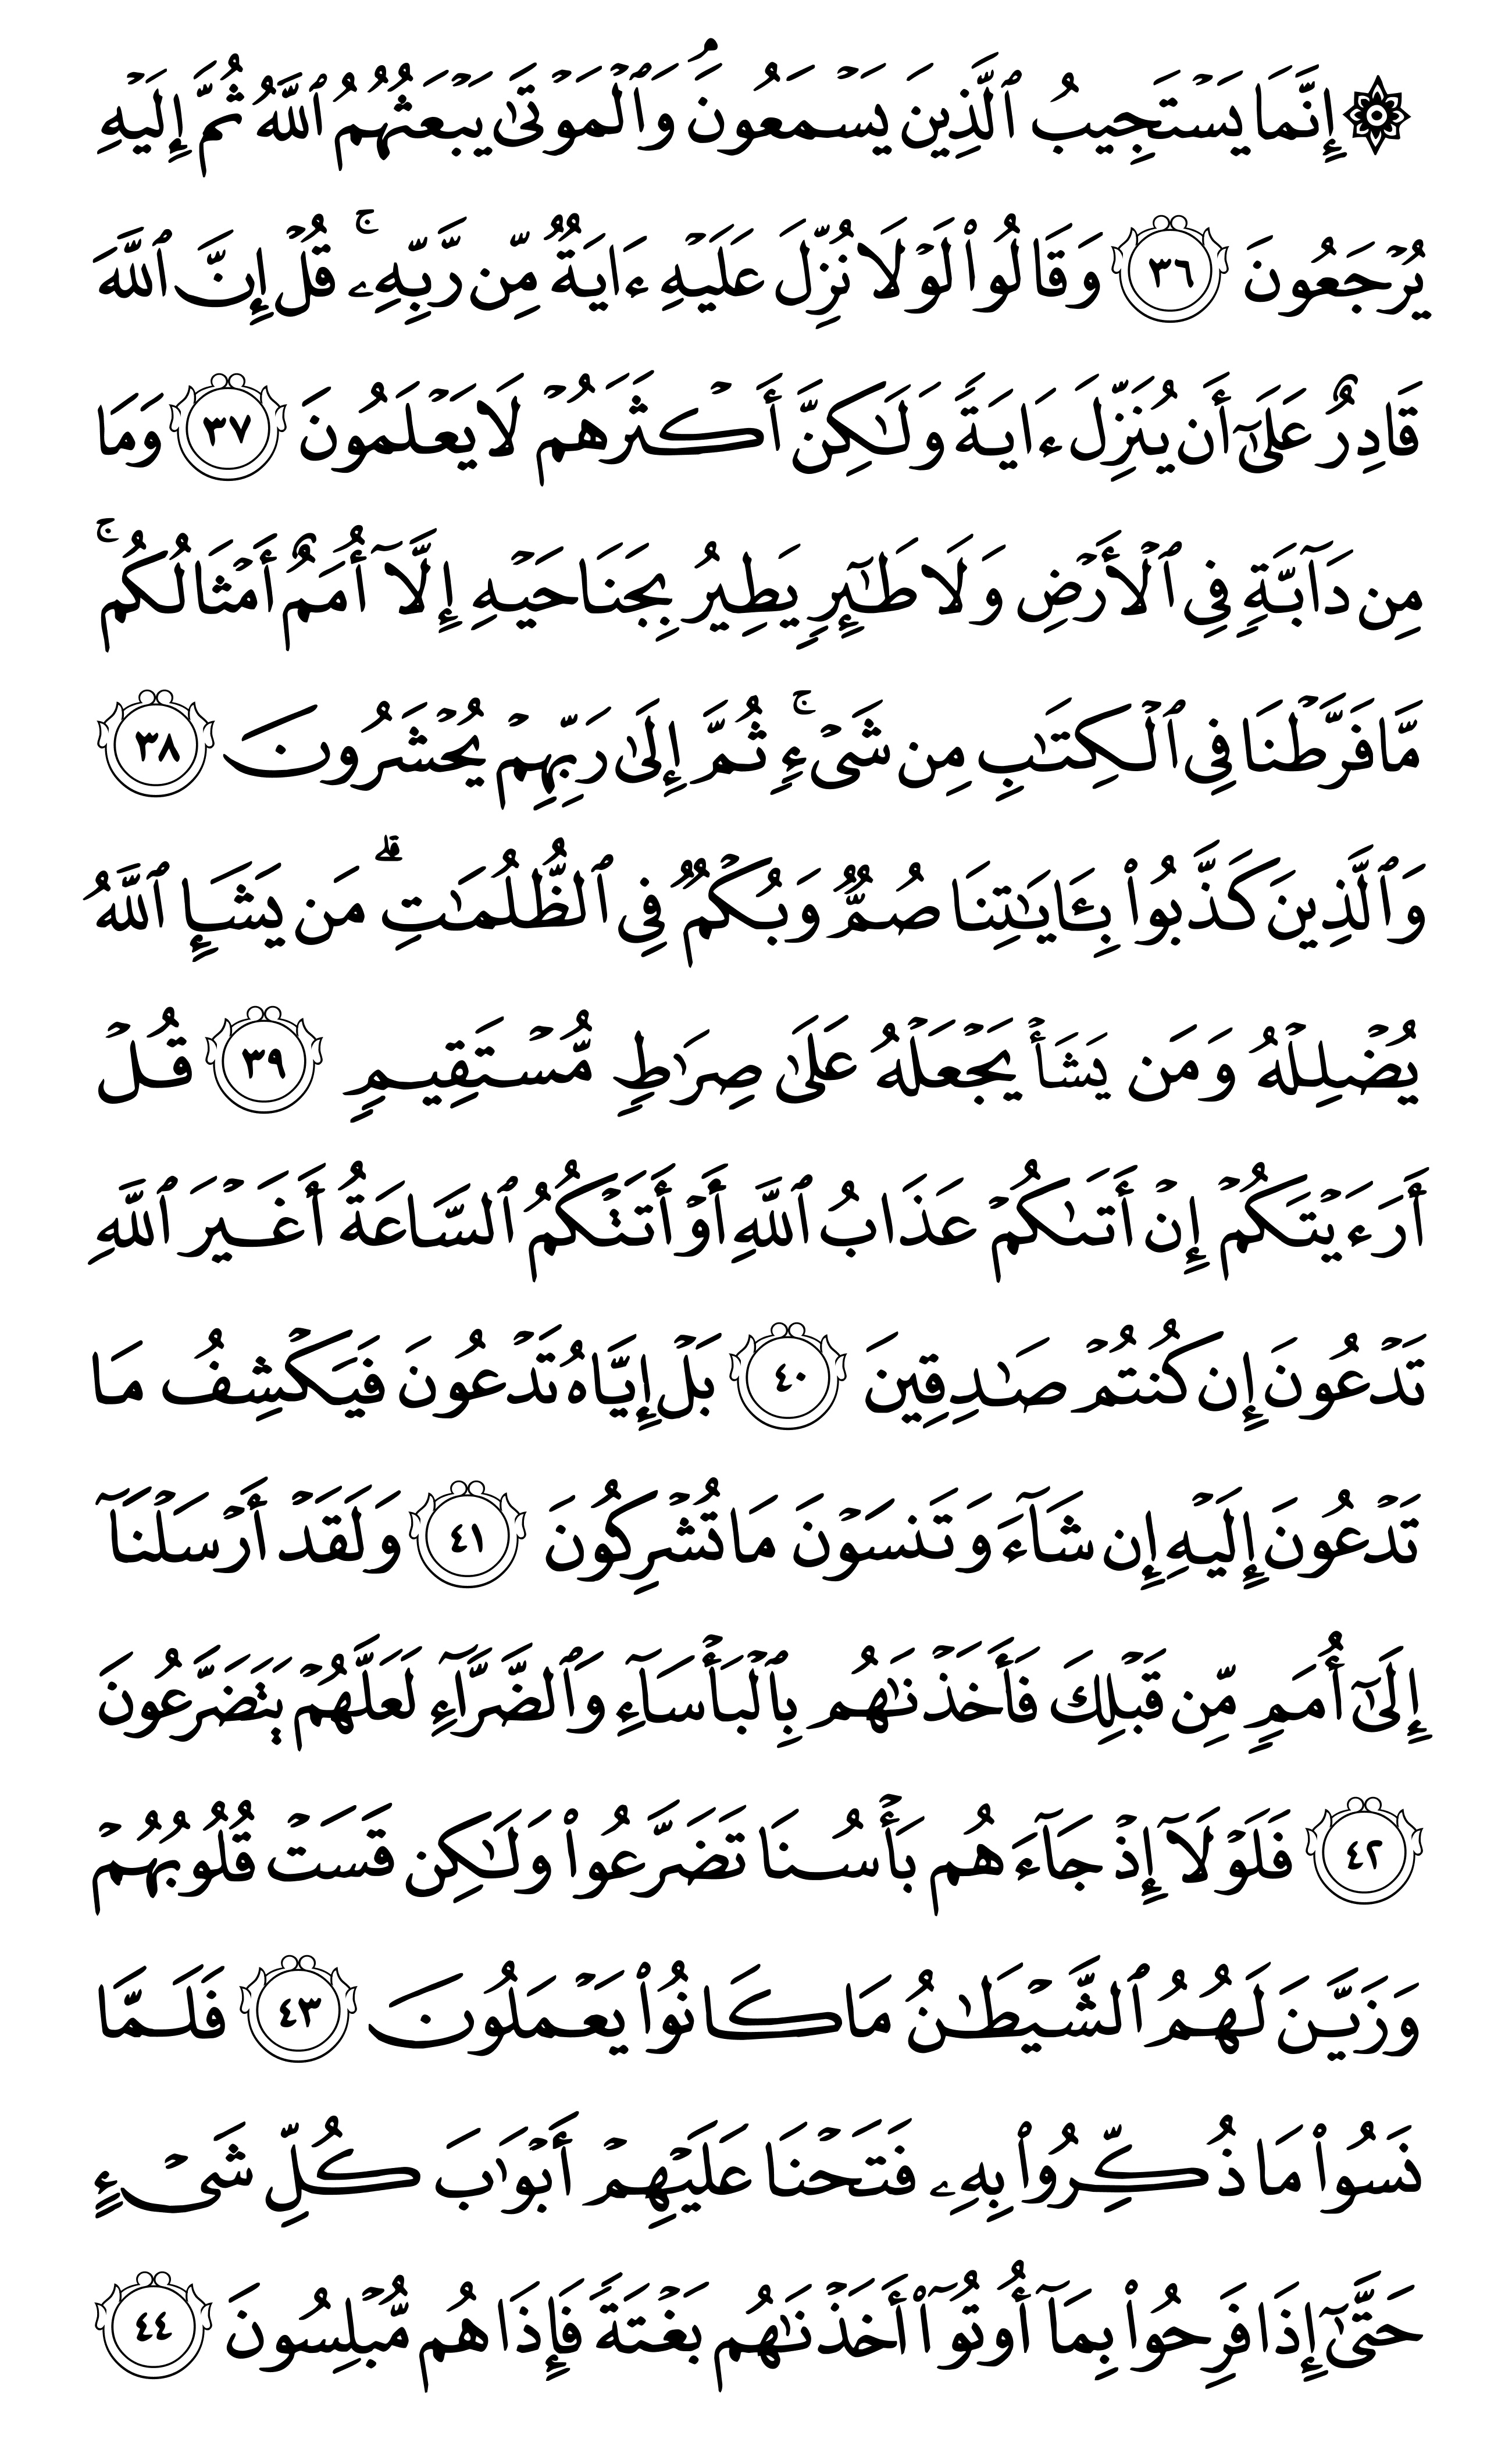 ۞ إِنَّمَا يَسۡتَجِيبُ ٱلَّذِينَ يَسۡمَعُونَۘ وَٱلۡمَوۡتَىٰ يَبۡعَثُهُمُ ٱللَّهُ ثُمَّ إِلَيۡهِ
يُرۡجَعُونَ ٣٦ وَقَالُواْ لَوۡلَا نُزِّلَ عَلَيۡهِ ءَايَةٞ مِّن رَّبِّهِۦۚ قُلۡ إِنَّ ٱللَّهَ
قَادِرٌ عَلَىٰٓ أَن يُنَزِّلَ ءَايَةٗ وَلَٰكِنَّ أَكۡثَرَهُمۡ لَا يَعۡلَمُونَ ٣٧ وَمَا
مِن دَآبَّةٖ فِي ٱلۡأَرۡضِ وَلَا طَٰٓئِرٖ يَطِيرُ بِجَنَاحَيۡهِ إِلَّآ أُمَمٌ أَمۡثَالُكُمۚ
مَّا فَرَّطۡنَا فِي ٱلۡكِتَٰبِ مِن شَيۡءٖۚ ثُمَّ إِلَىٰ رَبِّهِمۡ يُحۡشَرُونَ ٣٨
وَٱلَّذِينَ كَذَّبُواْ بِـَٔايَٰتِنَا صُمّٞ وَبُكۡمٞ فِي ٱلظُّلُمَٰتِۗ مَن يَشَإِ ٱللَّهُ
يُضۡلِلۡهُ وَمَن يَشَأۡ يَجۡعَلۡهُ عَلَىٰ صِرَٰطٖ مُّسۡتَقِيمٖ ٣٩ قُلۡ
أَرَءَيۡتَكُمۡ إِنۡ أَتَىٰكُمۡ عَذَابُ ٱللَّهِ أَوۡ أَتَتۡكُمُ ٱلسَّاعَةُ أَغَيۡرَ ٱللَّهِ
تَدۡعُونَ إِن كُنتُمۡ صَٰدِقِينَ ٤٠ بَلۡ إِيَّاهُ تَدۡعُونَ فَيَكۡشِفُ مَا
تَدۡعُونَ إِلَيۡهِ إِن شَآءَ وَتَنسَوۡنَ مَا تُشۡرِكُونَ ٤١ وَلَقَدۡ أَرۡسَلۡنَآ
إِلَىٰٓ أُمَمٖ مِّن قَبۡلِكَ فَأَخَذۡنَٰهُم بِٱلۡبَأۡسَآءِ وَٱلضَّرَّآءِ لَعَلَّهُمۡ يَتَضَرَّعُونَ
٤٢ فَلَوۡلَآ إِذۡ جَآءَهُم بَأۡسُنَا تَضَرَّعُواْ وَلَٰكِن قَسَتۡ قُلُوبُهُمۡ
وَزَيَّنَ لَهُمُ ٱلشَّيۡطَٰنُ مَا كَانُواْ يَعۡمَلُونَ ٤٣ فَلَمَّا
نَسُواْ مَا ذُكِّرُواْ بِهِۦ فَتَحۡنَا عَلَيۡهِمۡ أَبۡوَٰبَ كُلِّ شَيۡءٍ
حَتَّىٰٓ إِذَا فَرِحُواْ بِمَآ أُوتُوٓاْ أَخَذۡنَٰهُم بَغۡتَةٗ فَإِذَا هُم مُّبۡلِسُونَ ٤٤